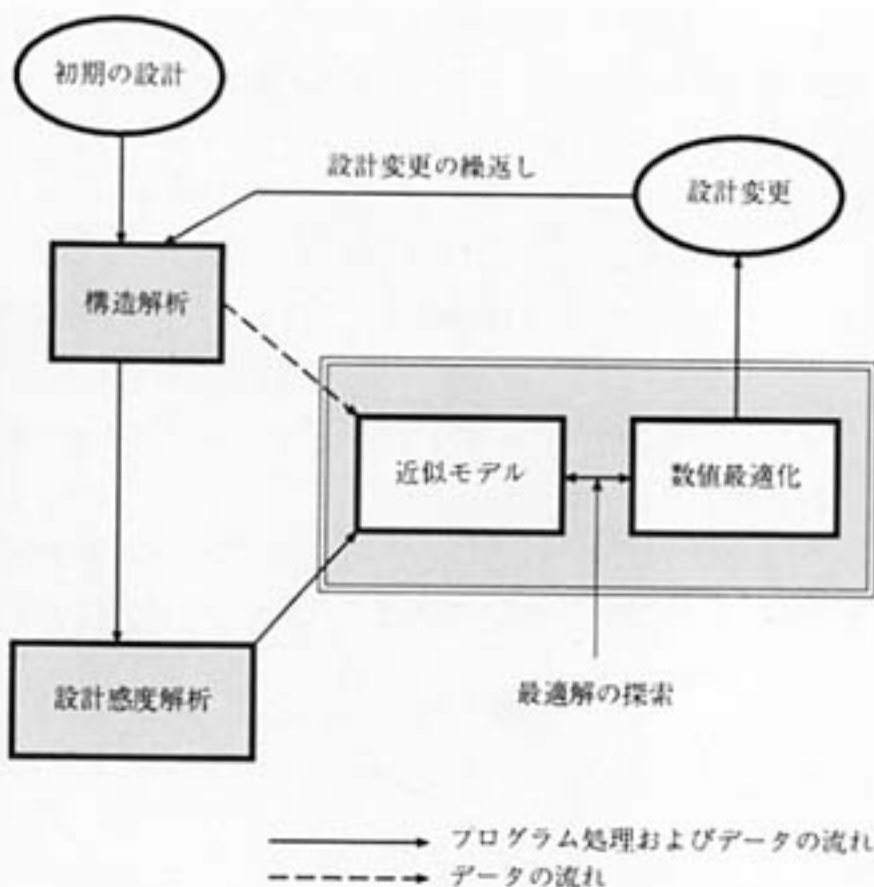 初期の設計
設計変更の繰返し
設計変更
構造解析
近似モデル
数値最適化
設計感度解析
最適解の探索
プログラム処理およびデータの流れ
データの流れ